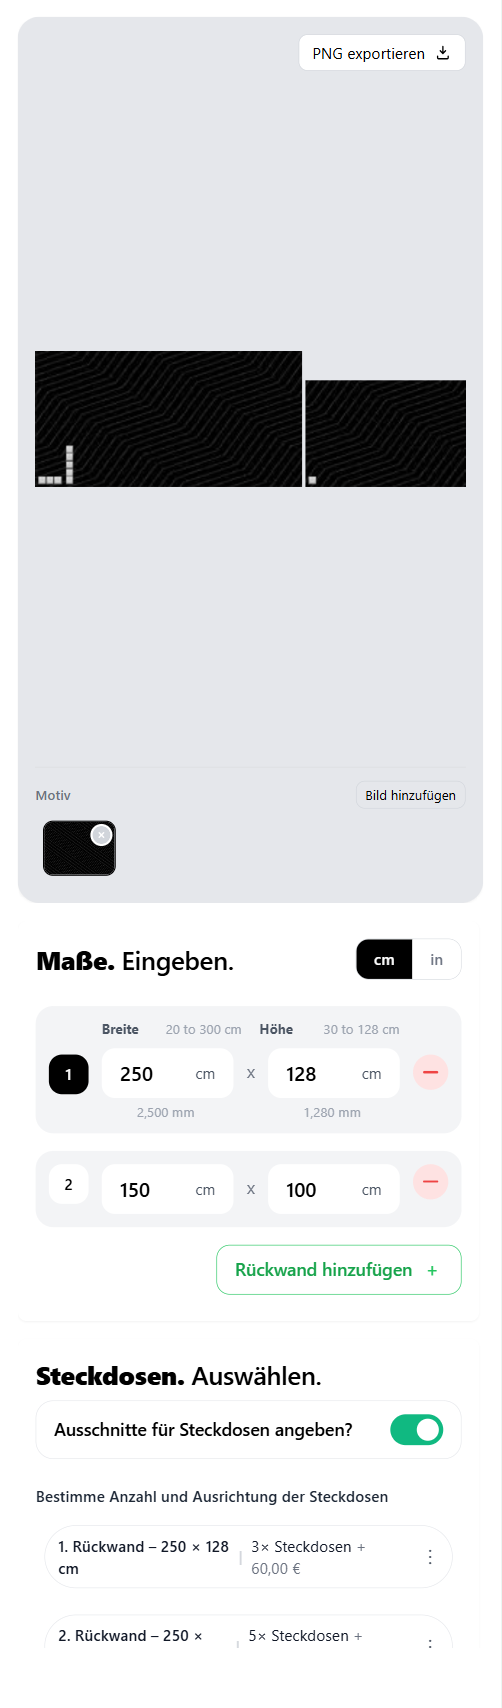 PNG exportieren
Motiv
Bild hinzufügen
Maße. Eingeben.
cm
in
Breite 20 to 300 cm Höhe 30 to 128 cm
1 250 cm x 128 cm
2,500 mm 1,280 mm
2 150 cm x 100 cm
Rückwand hinzufügen +
Steckdosen. Auswählen.
Ausschnitte für Steckdosen angeben?
Bestimme Anzahl und Ausrichtung der Steckdosen
1. Rückwand – 250 × 128 cm | 3× Steckdosen + 60,00 €
2. Rückwand – 250 × | 5× Steckdosen +